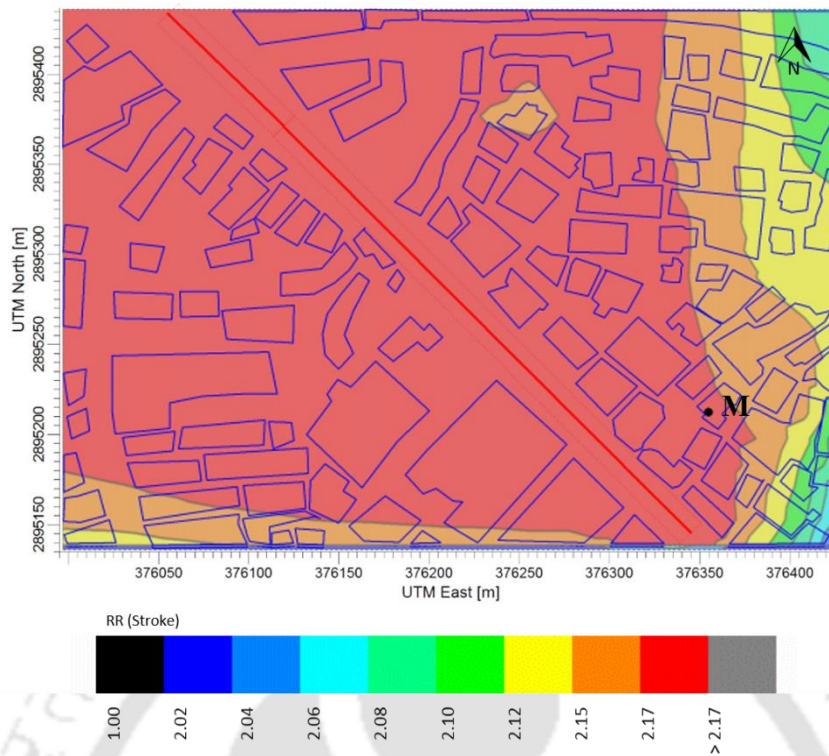 N
M
UTM North [m]
2895400
2895350
2895300
2895250
2895200
2895150
376050 376100 376150 376200 376250 376300 376350 376400
UTM East [m]
RR (Stroke)
1.00 2.02 2.04 2.06 2.08 2.10 2.12 2.15 2.17 2.17 >